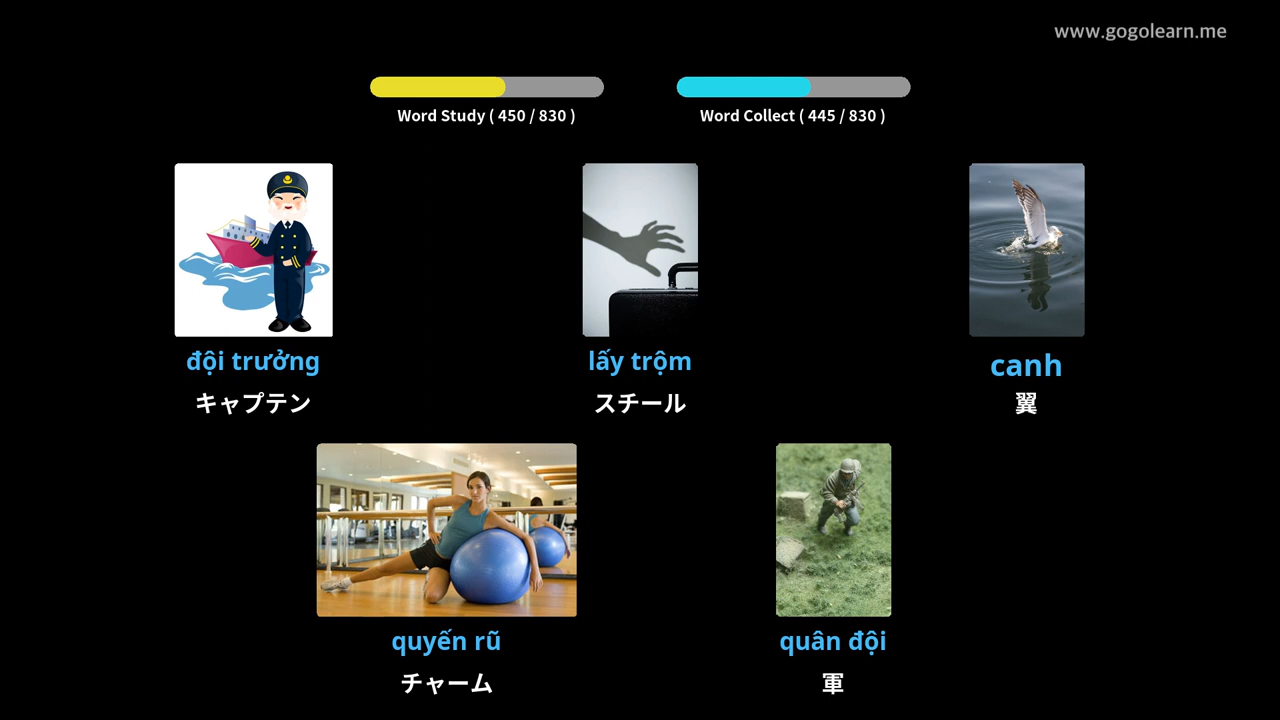 www.gogolearn.me
Word Study ( 450 / 830 )
Word Collect ( 445 / 830 )
đội trưởng
キャプテン
lấy trộm
スチール
canh
翼
quyến rũ
チャーム
quân đội
軍